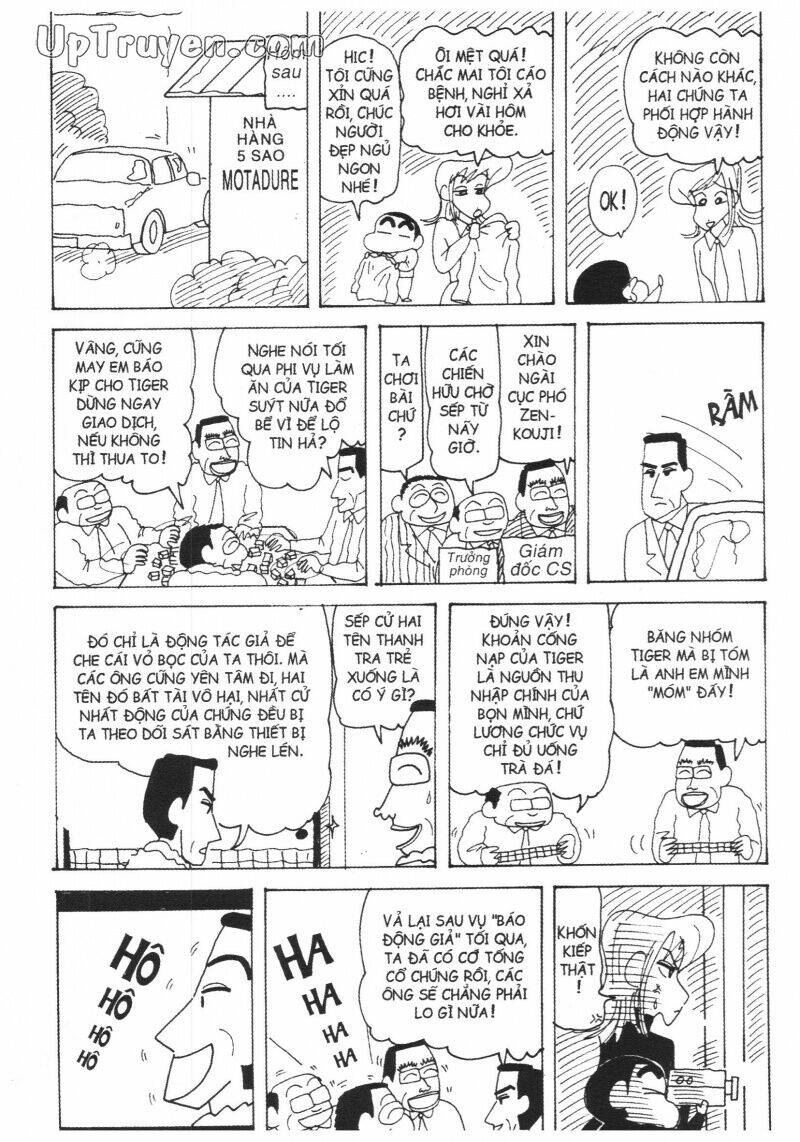 UpTruyen.com
KHÔNG CÒN
CÁCH NÀO KHÁC,
HAI CHÚNG TA
PHỐI HỢP HÀNH
ĐỘNG VẬY!
OK!
ÔI MỆT QUÁ!
CHẮC MAI TÔI CÁO
BỆNH, NGHỈ XẢ
HƠI VÀI HÔM
CHO KHỎE.
HIC!
TÔI CŨNG
XỈN QUÁ
RỒI, CHÚC
NGƯỜI
ĐẸP NGỦ
NGON
NHÉ!
sau
....
NHÀ
HÀNG
5 SAO
MOTADURE
RẦM
XIN
CHÀO
NGÀI
CỤC PHÓ
ZEN-
KOUJI!
CÁC
CHIẾN
HỮU CHỜ
SẾP TỪ
NÃY
GIỜ.
TA
CHƠI
BÀI
CHỨ
?
Giám
đốc CS
Trưởng
phòng
NGHE NÓI TỐI
QUA PHI VỤ LÀM
ĂN CỦA TIGER
SUÝT NỮA ĐỔ
BỂ VÌ ĐỂ LỘ
TIN HẢ?
VÂNG, CŨNG
MAY EM BÁO
KỊP CHO TIGER
DỪNG NGAY
GIAO DỊCH,
NẾU KHÔNG
THÌ THUA TO!
BĂNG NHÓM
TIGER MÀ BỊ TÓM
LÀ ANH EM MÌNH
"MÓM" ĐẤY!
ĐÚNG VẬY!
KHOẢN CỐNG
NẠP CỦA TIGER
LÀ NGUỒN THU
NHẬP CHÍNH CỦA
BỌN MÌNH, CHỨ
LƯƠNG CHỨC VỤ
CHỈ ĐỦ UỐNG
TRÀ ĐÁ!
SẾP CỬ HAI
TÊN THANH
TRA TRẺ
XUỐNG LÀ
CÓ Ý GÌ?
ĐÓ CHỈ LÀ ĐỘNG TÁC GIẢ ĐỂ
CHE CÁI VỎ BỌC CỦA TA THÔI. MÀ
CÁC ÔNG CŨNG YÊN TÂM ĐI, HAI
TÊN ĐÓ BẤT TÀI VÔ HẠI, NHẤT CỬ
NHẤT ĐỘNG CỦA CHÚNG ĐỀU BỊ
TA THEO DÕI SÁT BẰNG THIẾT BỊ
NGHE LÉN.
KHỐN
KIẾP
THẬT
!
VẢ LẠI SAU VỤ "BÁO
ĐỘNG GIẢ" TỐI QUA,
TA ĐÃ CÓ CỚ TỐNG
CỔ CHÚNG RỒI, CÁC
ÔNG SẼ CHẲNG PHẢI
LO GÌ NỮA!
HA
HA
HA
HA
HÔ
HÔ
HÔ
HÔ